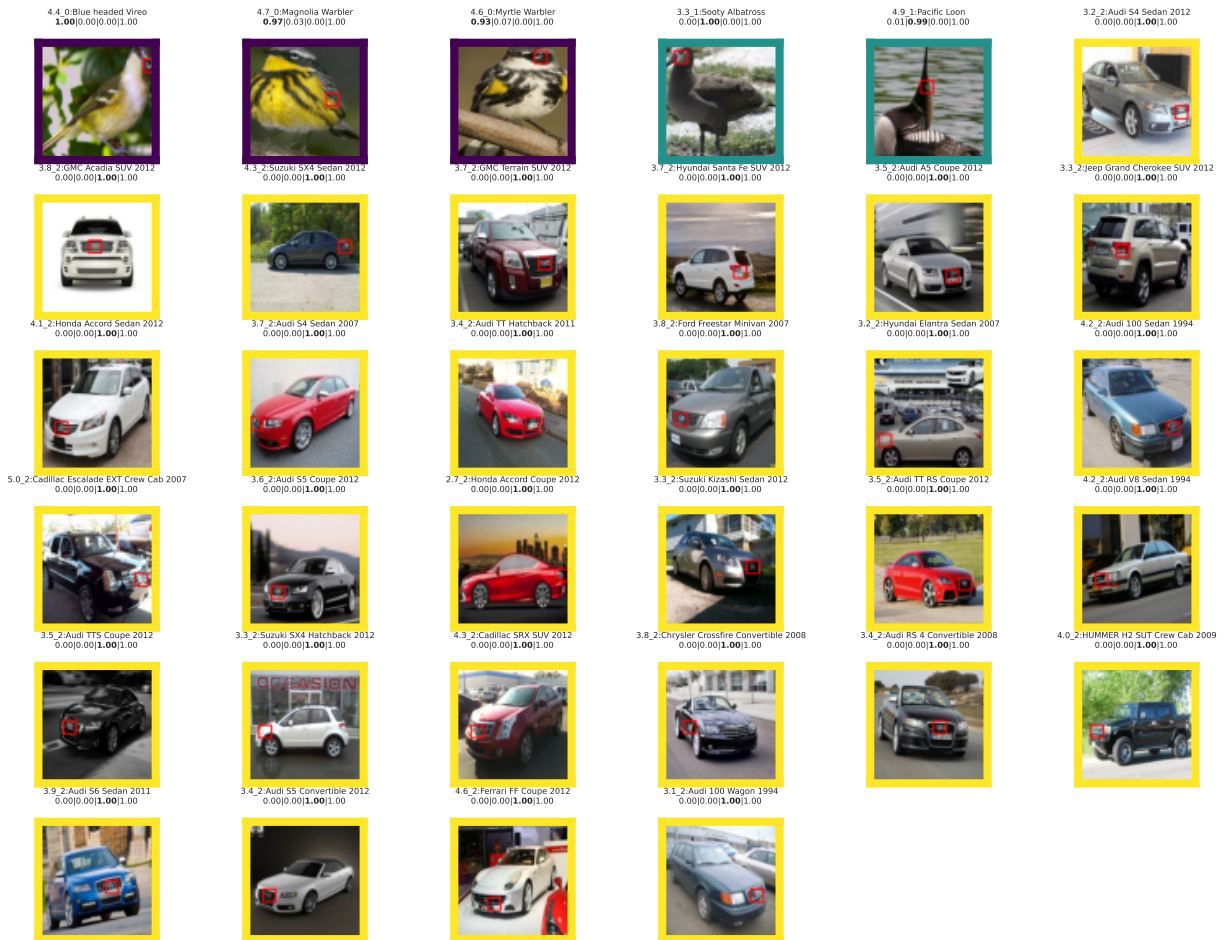 4.4_0:Blue headed Vireo
1.00|0.00|0.00|1.00
4.7_0:Magnolia Warbler
0.97|0.03|0.00|1.00
4.6_0:Myrtle Warbler
0.93|0.07|0.00|1.00
3.3_1:Sooty Albatross
0.00|1.00|0.00|1.00
4.9_1:Pacific Loon
0.01|0.99|0.00|1.00
3.2_2:Audi S4 Sedan 2012
0.00|0.00|1.00|1.00
3.8_2:GMC Acadia SUV 2012
0.00|0.00|1.00|1.00
4.3_2:Suzuki SX4 Sedan 2012
0.00|0.00|1.00|1.00
3.7_2:GMC Terrain SUV 2012
0.00|0.00|1.00|1.00
3.7_2:Hyundai Santa Fe SUV 2012
0.00|0.00|1.00|1.00
3.5_2:Audi A5 Coupe 2012
0.00|0.00|1.00|1.00
3.3_2:Jeep Grand Cherokee SUV 2012
0.00|0.00|1.00|1.00
4.1_2:Honda Accord Sedan 2012
0.00|0.00|1.00|1.00
3.7_2:Audi S4 Sedan 2007
0.00|0.00|1.00|1.00
3.4_2:Audi TT Hatchback 2011
0.00|0.00|1.00|1.00
3.8_2:Ford Freestar Minivan 2007
0.00|0.00|1.00|1.00
3.2_2:Hyundai Elantra Sedan 2007
0.00|0.00|1.00|1.00
4.2_2:Audi 100 Sedan 1994
0.00|0.00|1.00|1.00
5.0_2:Cadillac Escalade EXT Crew Cab 2007
0.00|0.00|1.00|1.00
3.6_2:Audi S5 Coupe 2012
0.00|0.00|1.00|1.00
2.7_2:Honda Accord Coupe 2012
0.00|0.00|1.00|1.00
3.3_2:Suzuki Kizashi Sedan 2012
0.00|0.00|1.00|1.00
3.5_2:Audi TT RS Coupe 2012
0.00|0.00|1.00|1.00
4.2_2:Audi V8 Sedan 1994
0.00|0.00|1.00|1.00
3.5_2:Audi TTS Coupe 2012
0.00|0.00|1.00|1.00
3.3_2:Suzuki SX4 Hatchback 2012
0.00|0.00|1.00|1.00
OCCASION
4.3_2:Cadillac SRX SUV 2012
0.00|0.00|1.00|1.00
3.8_2:Chrysler Crossfire Convertible 2008
0.00|0.00|1.00|1.00
3.4_2:Audi RS 4 Convertible 2008
0.00|0.00|1.00|1.00
4.0_2:HUMMER H2 SUT Crew Cab 2009
0.00|0.00|1.00|1.00
3.9_2:Audi S6 Sedan 2011
0.00|0.00|1.00|1.00
3.4_2:Audi S5 Convertible 2012
0.00|0.00|1.00|1.00
4.6_2:Ferrari FF Coupe 2012
0.00|0.00|1.00|1.00
3.1_2:Audi 100 Wagon 1994
0.00|0.00|1.00|1.00